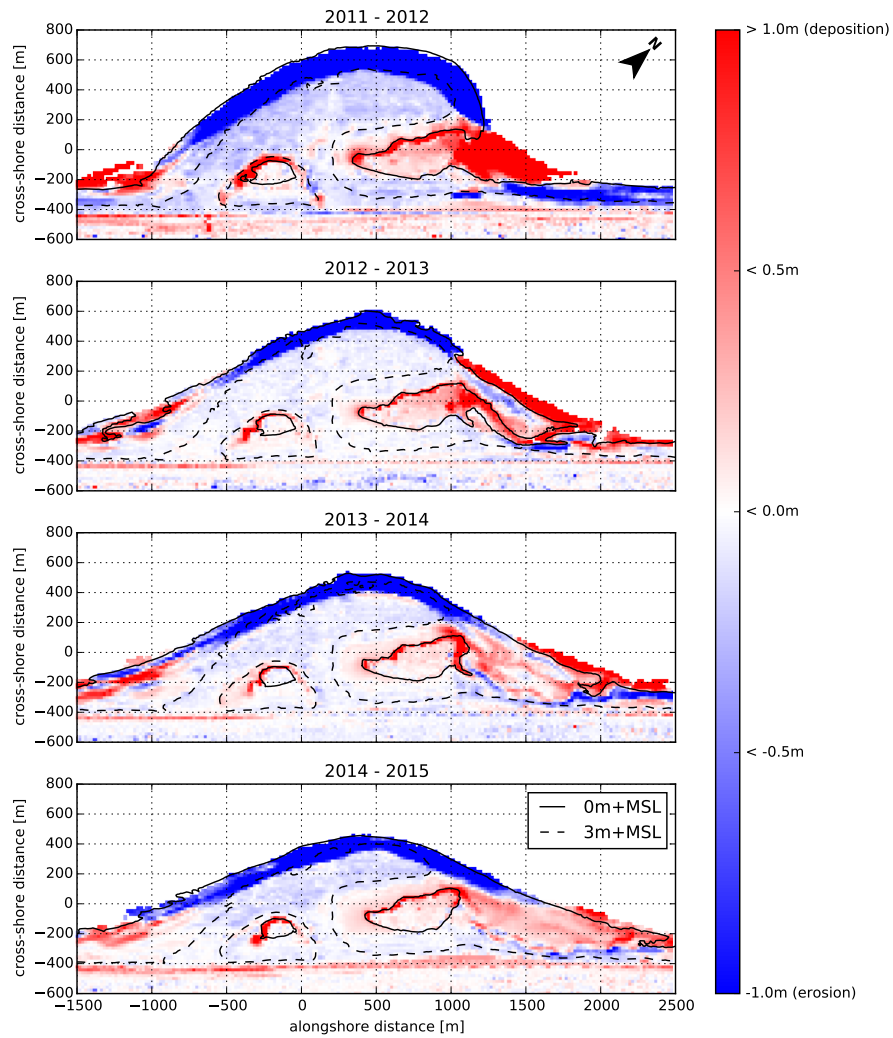 2011 - 2012
800
600
400
200
0
−200
−400
−600
cross-shore distance [m]
N
2012 - 2013
800
600
400
200
0
−200
−400
−600
cross-shore distance [m]
2013 - 2014
800
600
400
200
0
−200
−400
−600
cross-shore distance [m]
2014 - 2015
800
600
400
200
0
−200
−400
−600
cross-shore distance [m]
0m+MSL
3m+MSL
−1500 −1000 −500 0 500 1000 1500 2000 2500
alongshore distance [m]
> 1.0m (deposition)
< 0.5m
< 0.0m
< -0.5m
-1.0m (erosion)